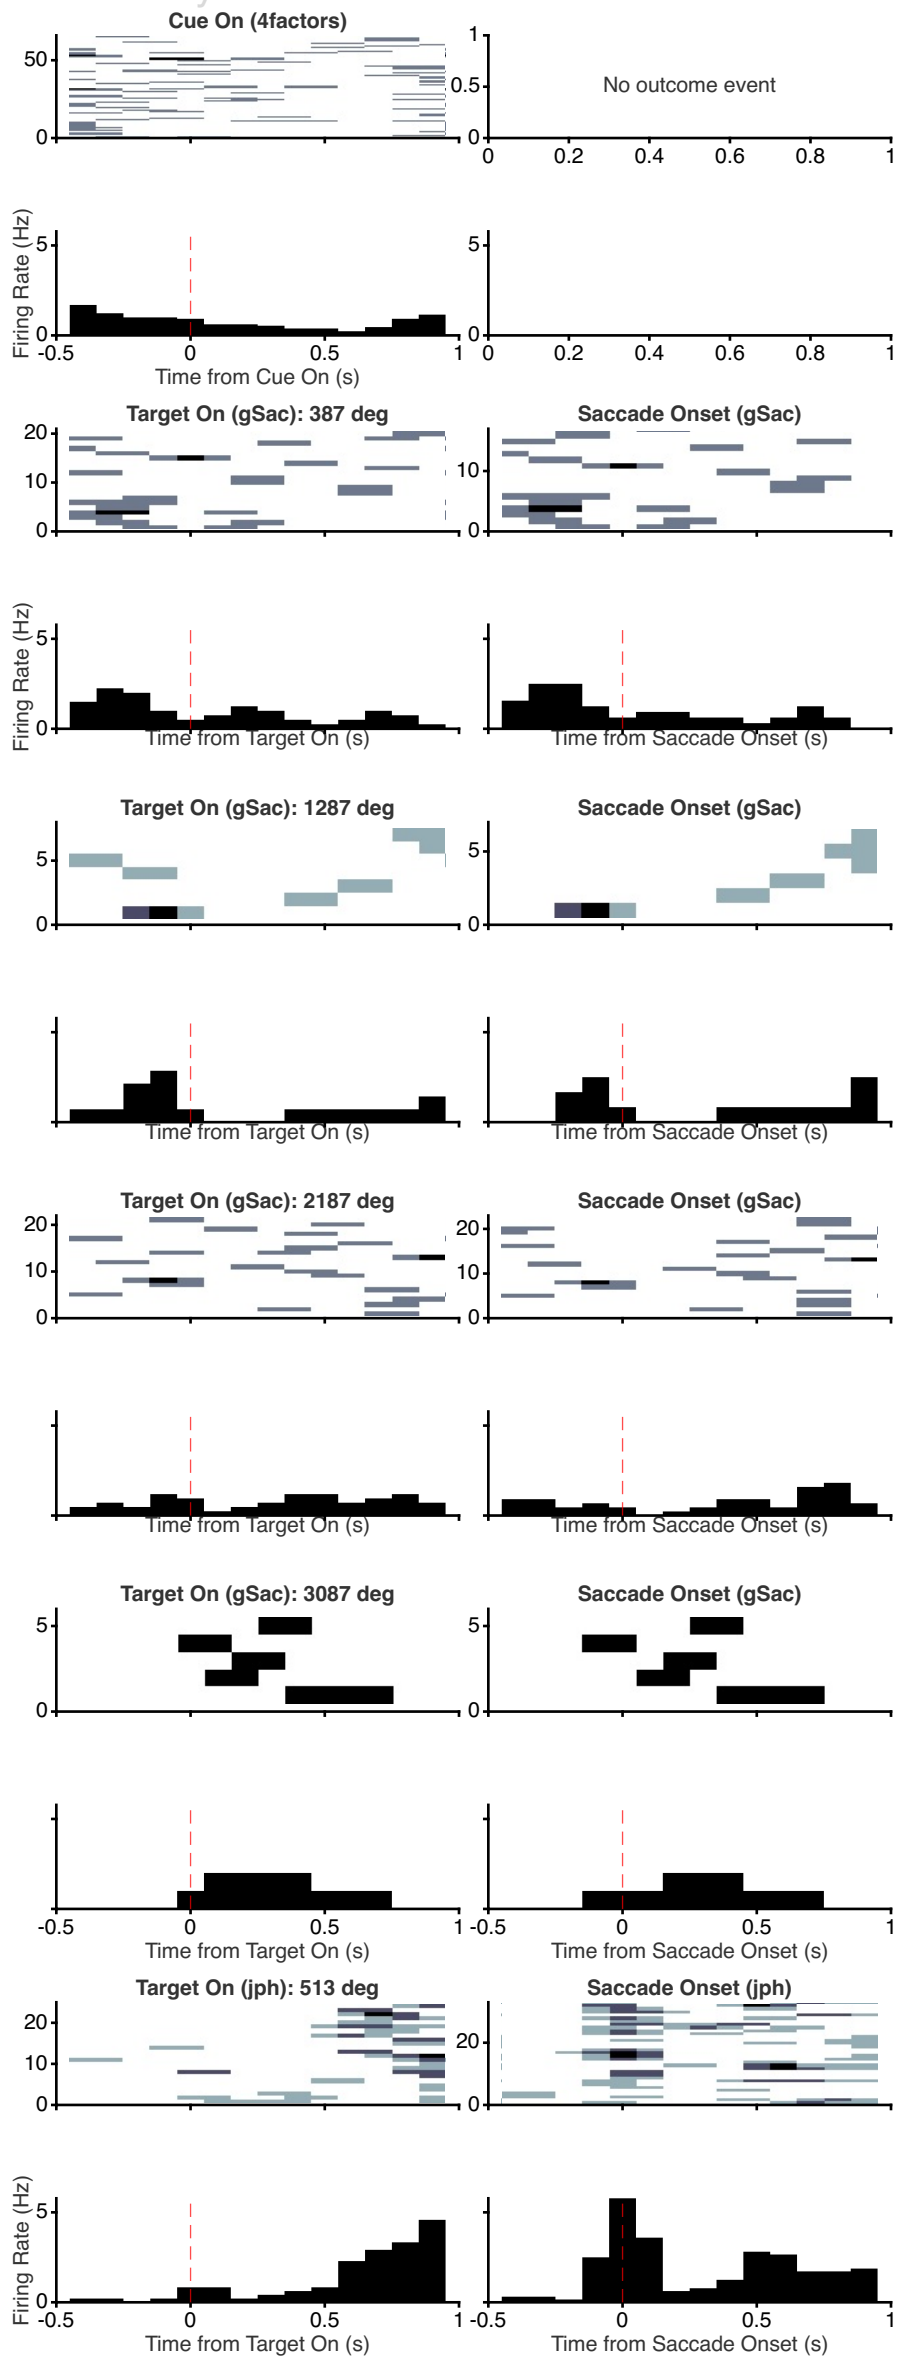 Cue On (4factors)
50
0
1
0.5
0
No outcome event
0 0.2 0.4 0.6 0.8 1
Firing Rate (Hz)
5
0
-0.5 0 0.5 1
Time from Cue On (s)
5
0
0 0.2 0.4 0.6 0.8 1
Target On (gSac): 387 deg
20
10
0
Saccade Onset (gSac)
10
0
Firing Rate (Hz)
5
0
Time from Target On (s)
Time from Saccade Onset (s)
Target On (gSac): 1287 deg
5
0
Saccade Onset (gSac)
5
0
Time from Target On (s)
Time from Saccade Onset (s)
Target On (gSac): 2187 deg
20
10
0
Saccade Onset (gSac)
20
10
0
Time from Target On (s)
Time from Saccade Onset (s)
Target On (gSac): 3087 deg
5
0
Saccade Onset (gSac)
5
0
-0.5 0 0.5 1
Time from Target On (s)
-0.5 0 0.5 1
Time from Saccade Onset (s)
Target On (jph): 513 deg
20
10
0
Saccade Onset (jph)
20
0
Firing Rate (Hz)
5
0
-0.5 0 0.5 1
Time from Target On (s)
-0.5 0 0.5 1
Time from Saccade Onset (s)